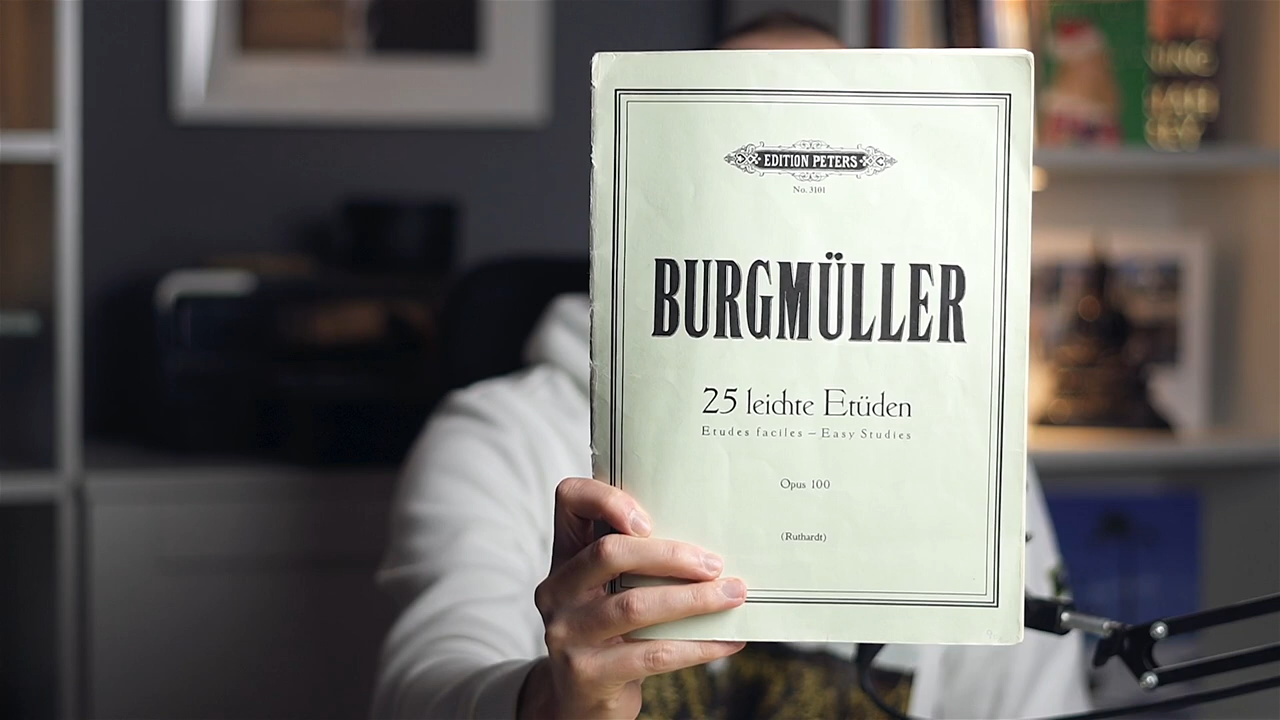 EDITION PETERS
No. 3101
BURGMÜLLER
25 leichte Etüden
Etudes faciles – Easy Studies
Opus 100
(Ruthardt)